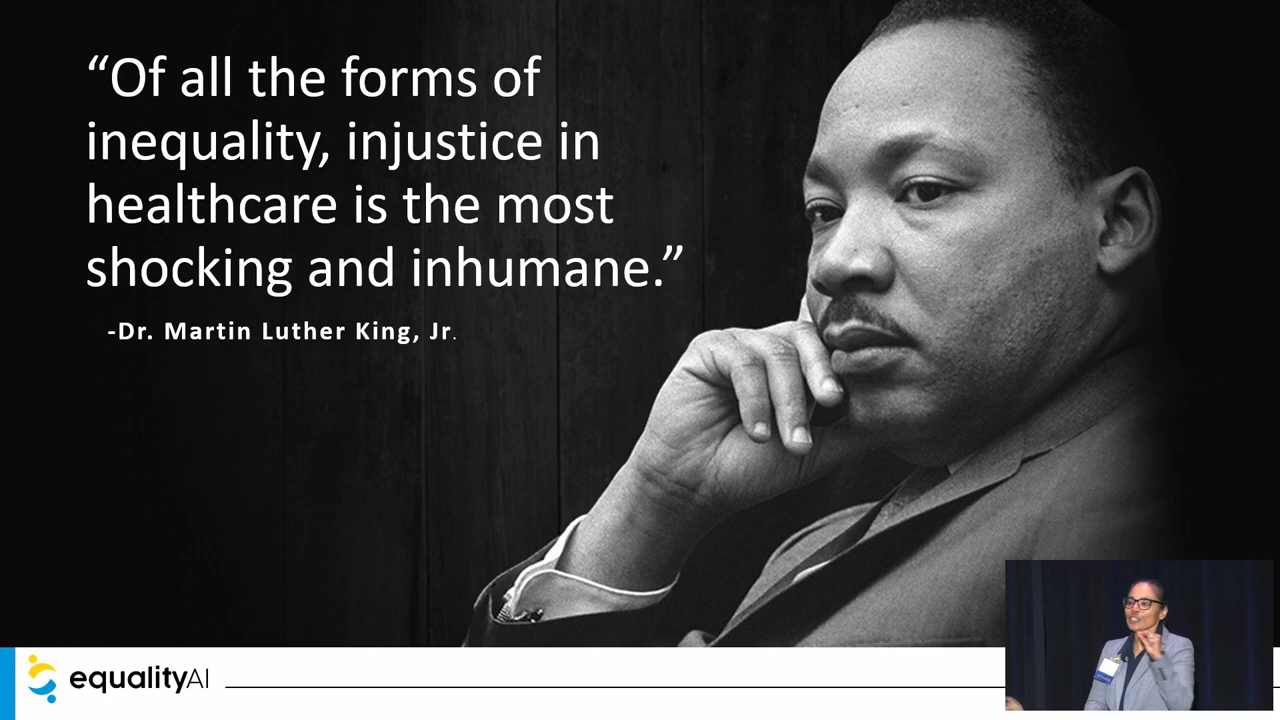 “Of all the forms of
inequality, injustice in
healthcare is the most
shocking and inhumane.”
-Dr. Martin Luther King, Jr.
equalityAI